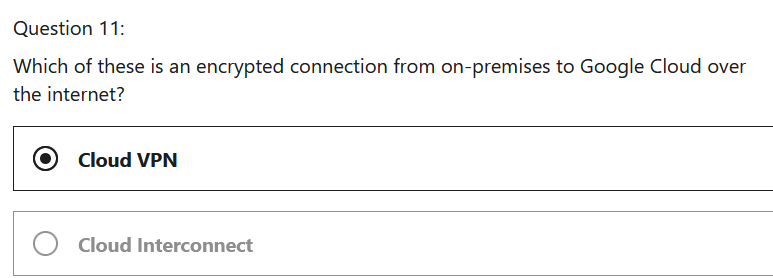 Question 11:
Which of these is an encrypted connection from on-premises to Google Cloud over
the internet?
Cloud VPN
Cloud Interconnect